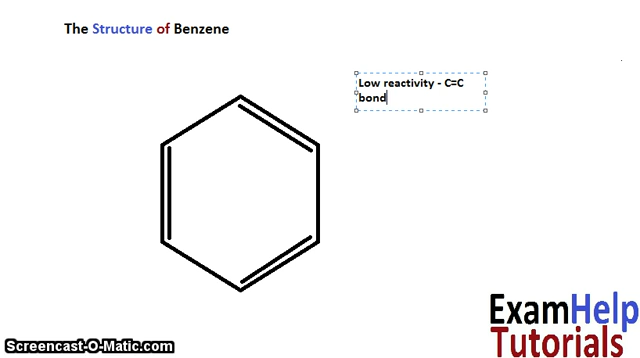 The Structure of Benzene
Low reactivity - C=C
bond
ExamHelp
Tutorials
Screencast-O-Matic.com